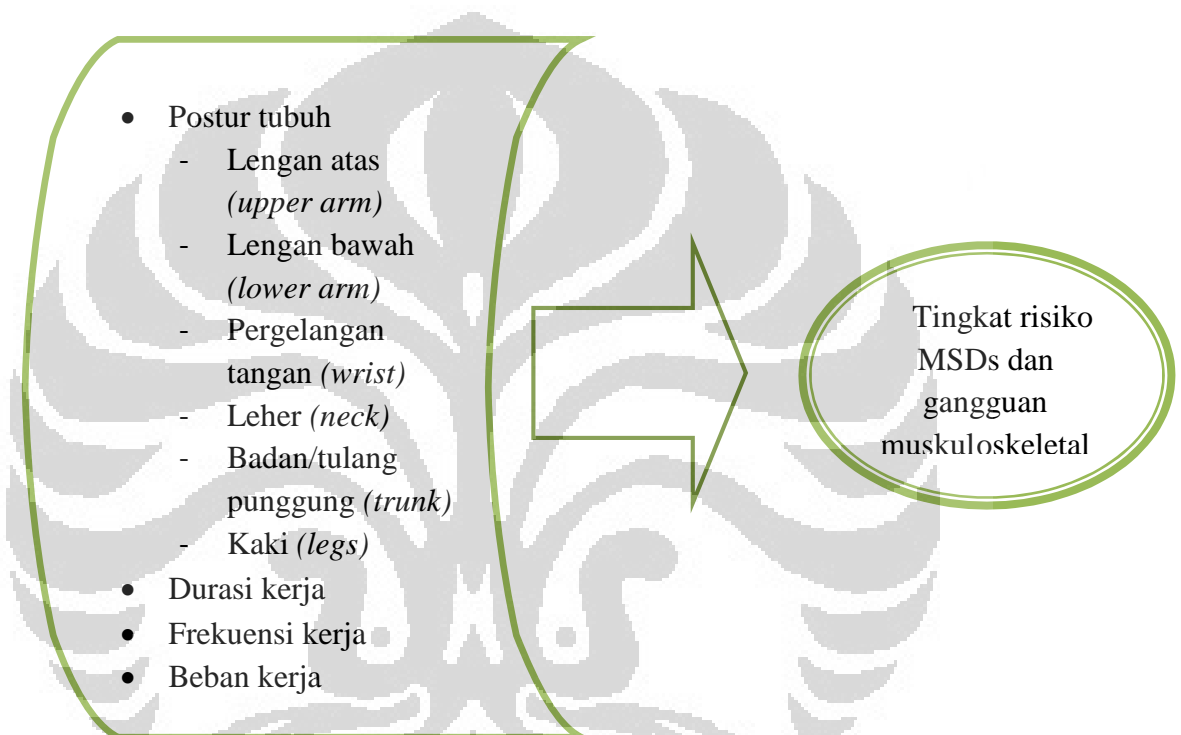 • Postur tubuh
- Lengan atas
(upper arm)
- Lengan bawah
(lower arm)
- Pergelangan
tangan (wrist)
- Leher (neck)
- Badan/tulang
punggung (trunk)
- Kaki (legs)
• Durasi kerja
• Frekuensi kerja
• Beban kerja
Tingkat risiko
MSDs dan
gangguan
muskuloskeletal